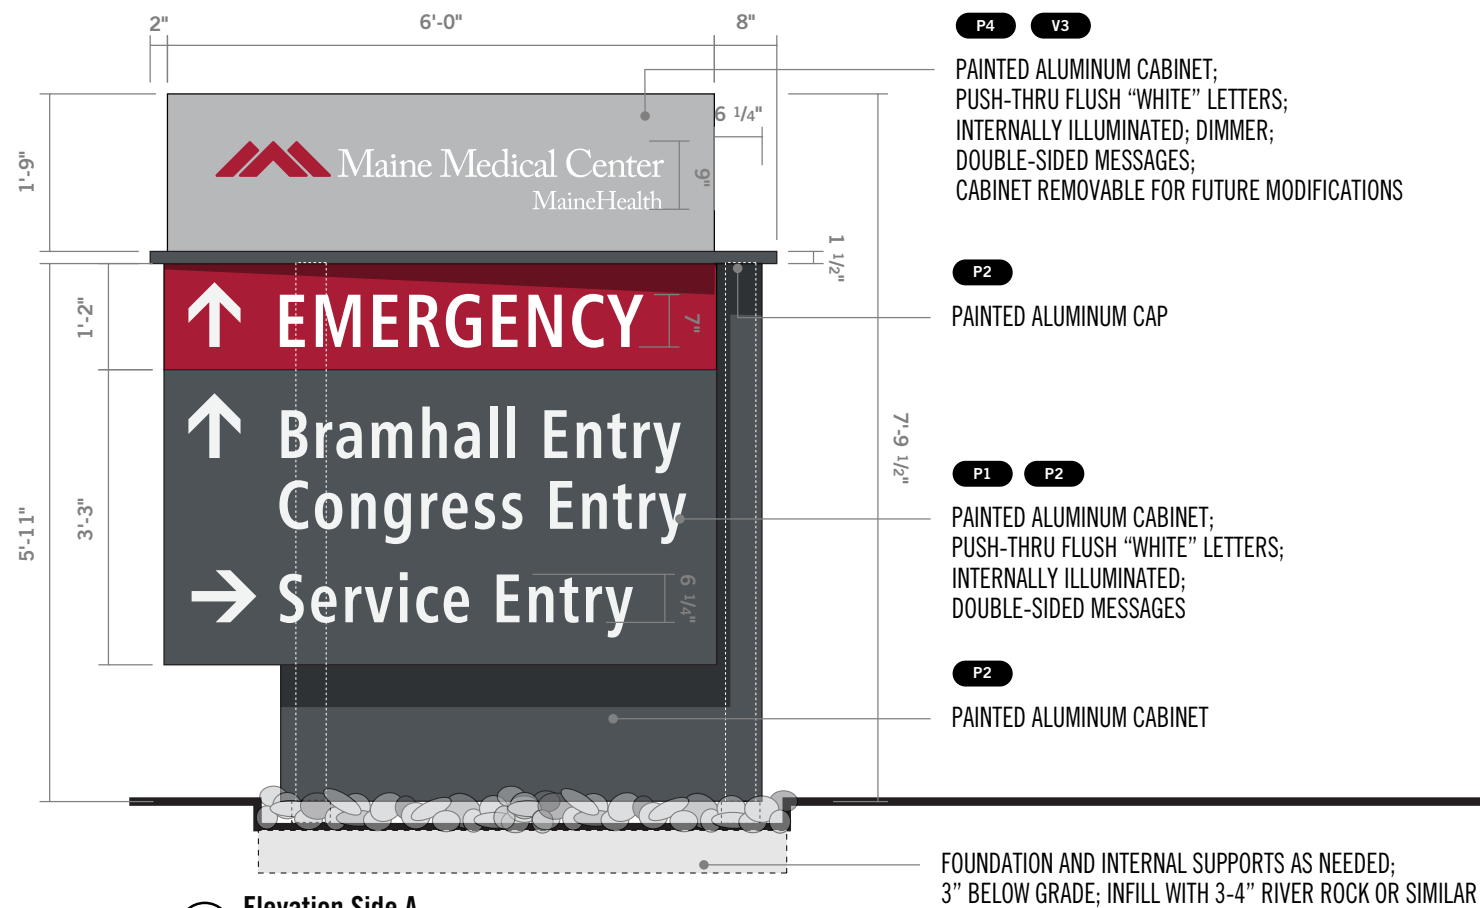 2" 6'-0" 8"
P4 V3
PAINTED ALUMINUM CABINET;
PUSH-THRU FLUSH “WHITE” LETTERS;
INTERNALLY ILLUMINATED; DIMMER;
DOUBLE-SIDED MESSAGES;
CABINET REMOVABLE FOR FUTURE MODIFICATIONS
6 1/4"
1'-9"
Maine Medical Center
MaineHealth
9"
1 1/2"
P2
PAINTED ALUMINUM CAP
1'-2"
EMERGENCY
7"
Bramhall Entry
Congress Entry
Service Entry
6 1/4"
3'-3"
5'-11"
7'-9 1/2"
P1 P2
PAINTED ALUMINUM CABINET;
PUSH-THRU FLUSH “WHITE” LETTERS;
INTERNALLY ILLUMINATED;
DOUBLE-SIDED MESSAGES
P2
PAINTED ALUMINUM CABINET
FOUNDATION AND INTERNAL SUPPORTS AS NEEDED;
3” BELOW GRADE; INFILL WITH 3-4” RIVER ROCK OR SIMILAR
Elevation Side A